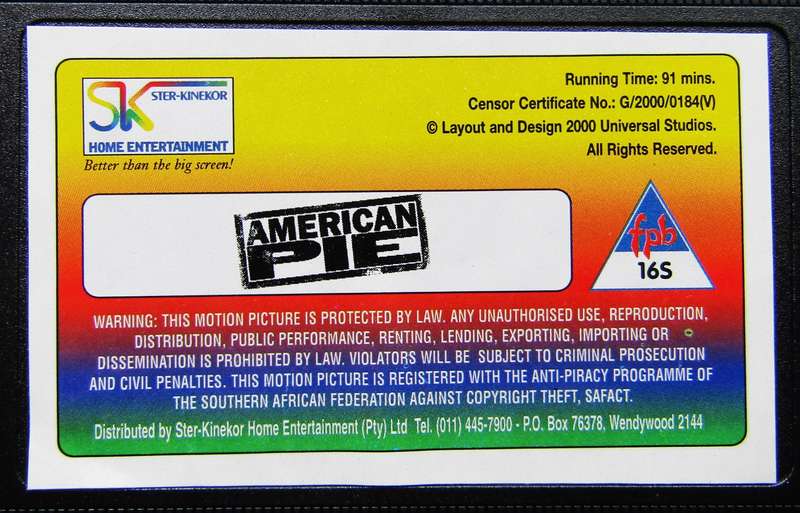 SK
STER-KINEKOR
HOME ENTERTAINMENT
Better than the big screen!
Running Time: 91 mins.
Censor Certificate No.: G/2000/0184(V)
© Layout and Design 2000 Universal Studios.
All Rights Reserved.
AMERICAN
PIE
fpb
16S
WARNING: THIS MOTION PICTURE IS PROTECTED BY LAW. ANY UNAUTHORISED USE, REPRODUCTION,
DISTRIBUTION, PUBLIC PERFORMANCE, RENTING, LENDING, EXPORTING, IMPORTING OR
DISSEMINATION IS PROHIBITED BY LAW. VIOLATORS WILL BE SUBJECT TO CRIMINAL PROSECUTION
AND CIVIL PENALTIES. THIS MOTION PICTURE IS REGISTERED WITH THE ANTI-PIRACY PROGRAMME OF
THE SOUTHERN AFRICAN FEDERATION AGAINST COPYRIGHT THEFT, SAFACT.
Distributed by Ster-Kinekor Home Entertainment (Pty) Ltd Tel. (011) 445-7900 - P.O. Box 76378, Wendywood 2144